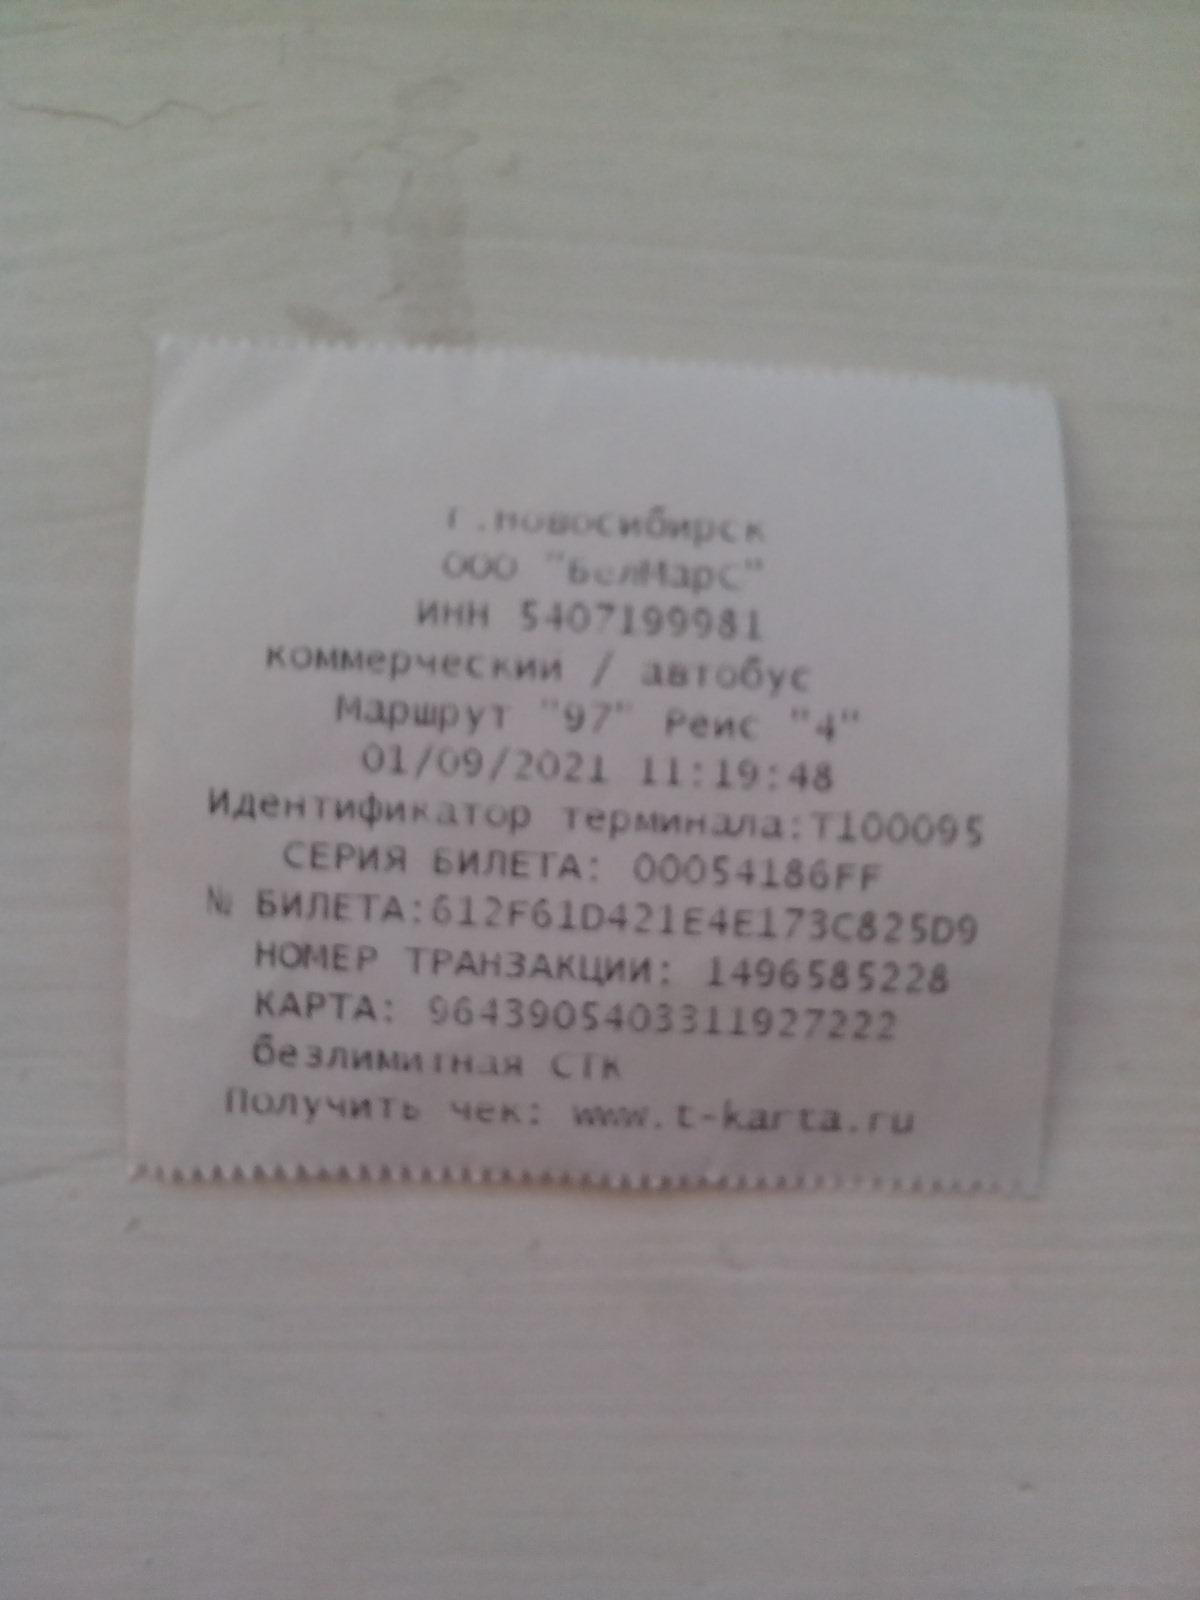 г.Новосибирск
ООО "БелМарС"
ИНН 5407199981
коммерческий / автобус
Маршрут "97" Рейс "4"
01/09/2021 11:19:48
Идентификатор терминала:T100095
СЕРИЯ БИЛЕТА: 00054186FF
№ БИЛЕТА:612F61D421E4E173C825D9
НОМЕР ТРАНЗАКЦИИ: 1496585228
КАРТА: 9643905403311927222
безлимитная СТК
Получить чек: www.t-karta.ru